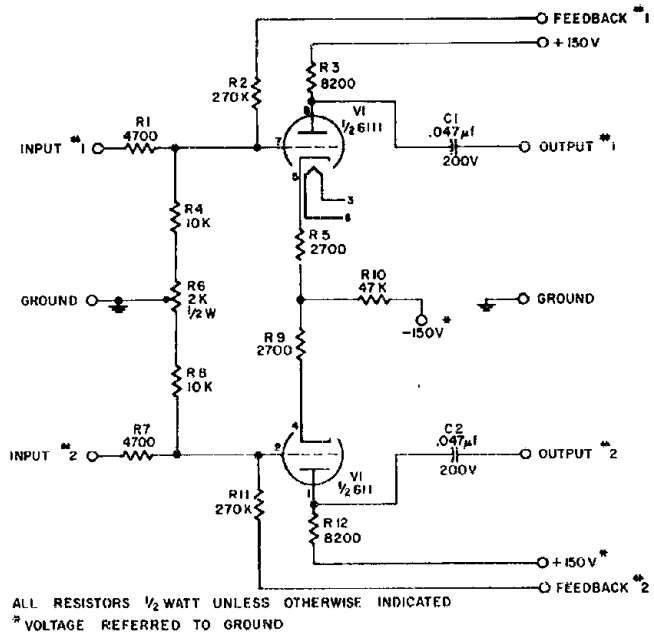 FEEDBACK #1
+150V
R2
270K
R3
8200
R1
4700
V1
½ 6111
C1
.047µf
200V
INPUT #1
7
OUTPUT #1
5
3
R4
10K
R5
2700
R10
47K
R6
2K
½W
GROUND
GROUND
-150V*
R9
2700
R8
10K
R7
4700
4
C2
.047µf
200V
INPUT #2
2
OUTPUT #2
V1
½ 611
1
R11
270K
R12
8200
+150V*
FEEDBACK #2
ALL RESISTORS ½ WATT UNLESS OTHERWISE INDICATED
*VOLTAGE REFERRED TO GROUND